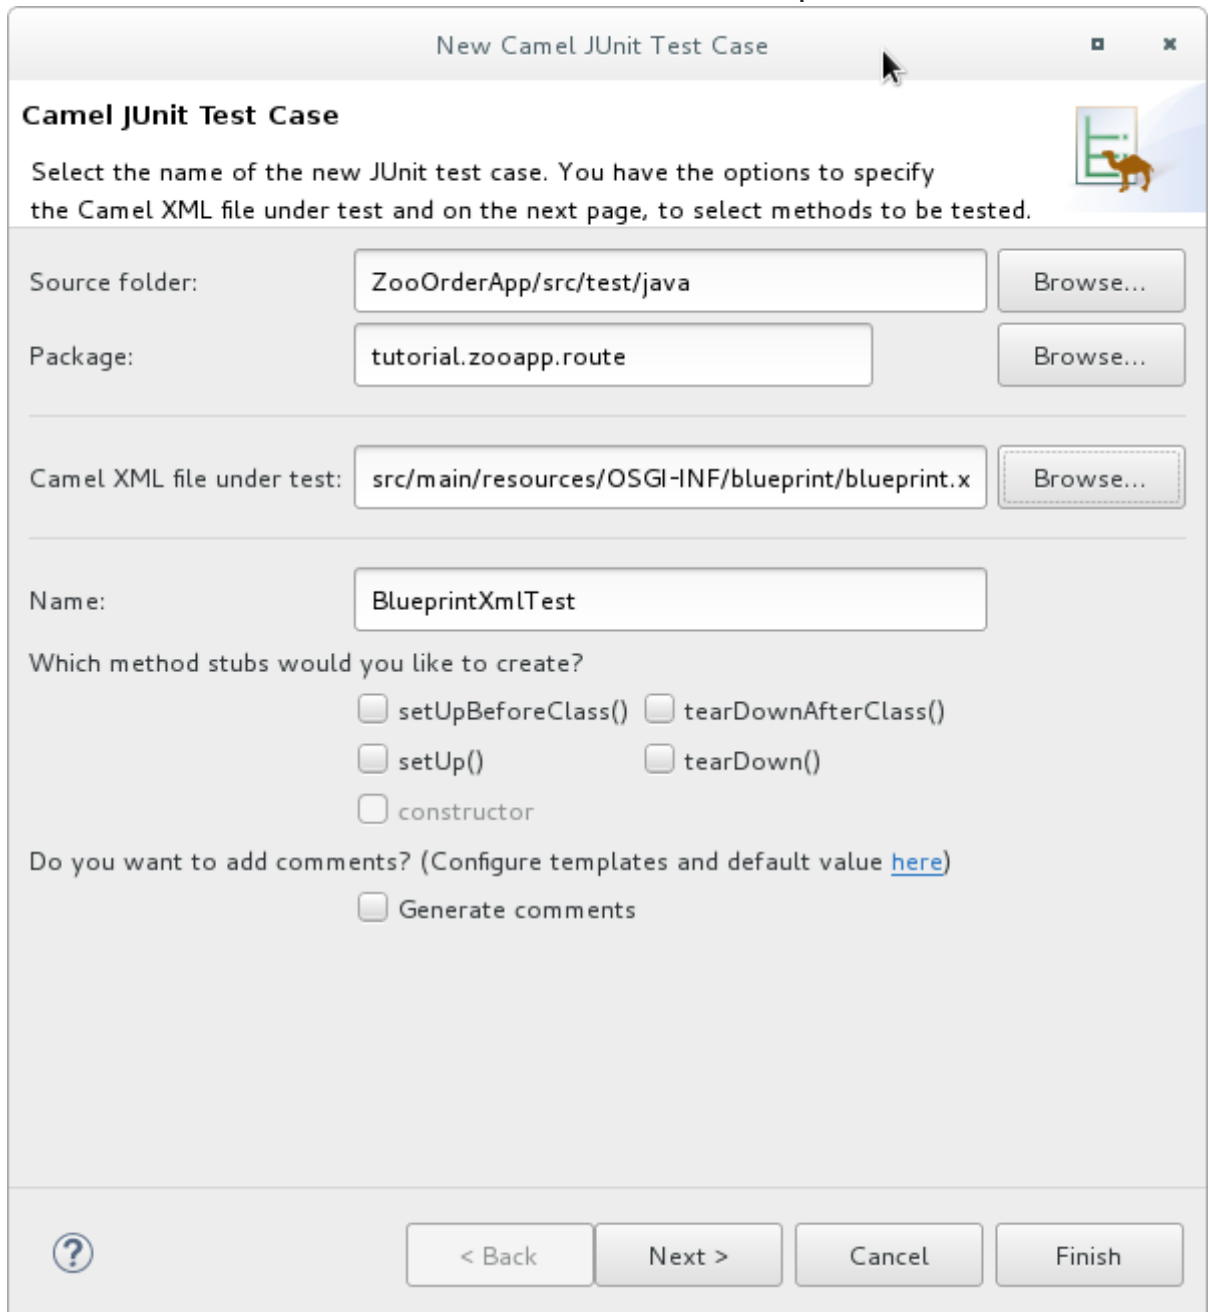 New Camel JUnit Test Case
Camel JUnit Test Case
Select the name of the new JUnit test case. You have the options to specify
the Camel XML file under test and on the next page, to select methods to be tested.
Source folder: ZooOrderApp/src/test/java Browse...
Package: tutorial.zooapp.route Browse...
Camel XML file under test: src/main/resources/OSGI-INF/blueprint/blueprint.x Browse...
Name: BlueprintXmlTest
Which method stubs would you like to create?
setUpBeforeClass() tearDownAfterClass()
setUp() tearDown()
constructor
Do you want to add comments? (Configure templates and default value here)
Generate comments
? < Back Next > Cancel Finish